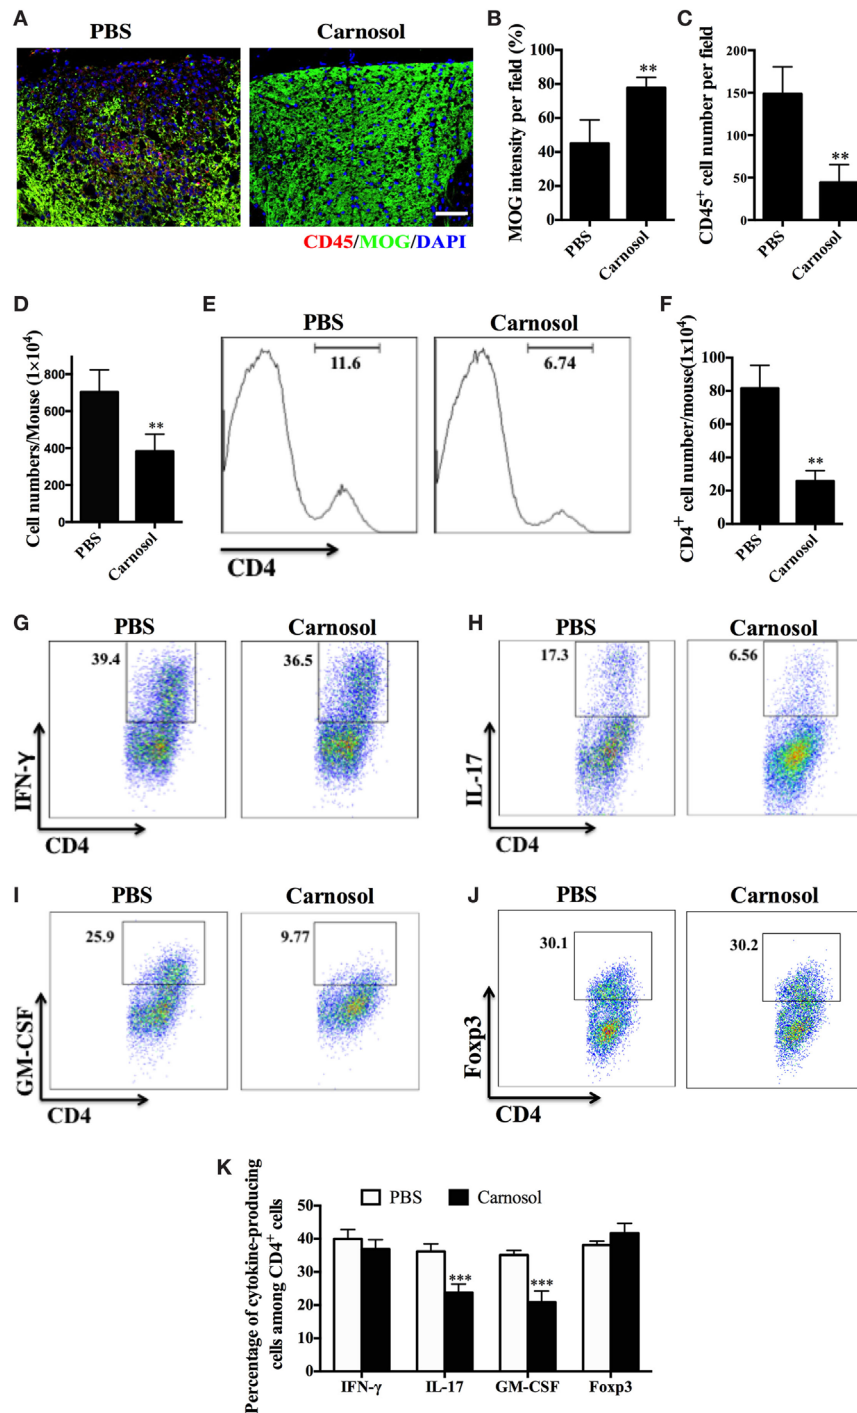 A
PBS
Carnosol
CD45/MOG/DAPI
B
MOG intensity per field (%)
100
80
60
40
20
0
**
PBS
Carnosol
C
CD45⁺ cell number per field
200
150
100
50
0
**
PBS
Carnosol
D
Cell numbers/Mouse (1×10⁴)
800
600
400
200
0
**
PBS
Carnosol
E
PBS
Carnosol
11.6
6.74
CD4
F
CD4⁺ cell number/mouse(1x10⁴)
100
80
60
40
20
0
**
PBS
Carnosol
G
PBS
Carnosol
39.4
36.5
IFN-γ
CD4
H
PBS
Carnosol
17.3
6.56
IL-17
CD4
I
PBS
Carnosol
25.9
9.77
GM-CSF
CD4
J
PBS
Carnosol
30.1
30.2
Foxp3
CD4
K
Percentage of cytokine-producing
cells among CD4⁺ cells
PBS
Carnosol
50
40
30
20
10
0
***
***
IFN-γ
IL-17
GM-CSF
Foxp3